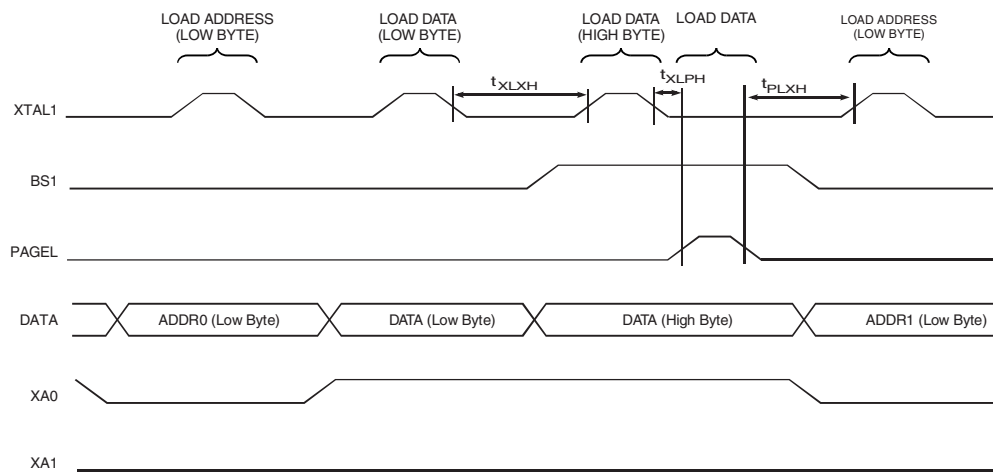 LOAD ADDRESS
(LOW BYTE)
LOAD DATA
(LOW BYTE)
LOAD DATA
(HIGH BYTE)
LOAD DATA
LOAD ADDRESS
(LOW BYTE)
tXLXH
tXLPH
tPLXH
XTAL1
BS1
PAGEL
DATA
ADDR0 (Low Byte)
DATA (Low Byte)
DATA (High Byte)
ADDR1 (Low Byte)
XA0
XA1